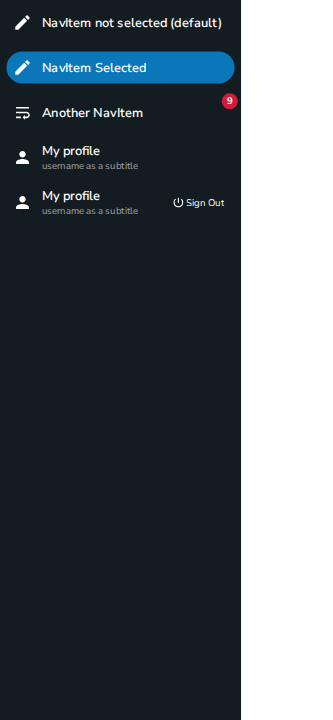 NavItem not selected (default)
NavItem Selected
9
Another NavItem
My profile
username as a subtitle
My profile
username as a subtitle
Sign Out